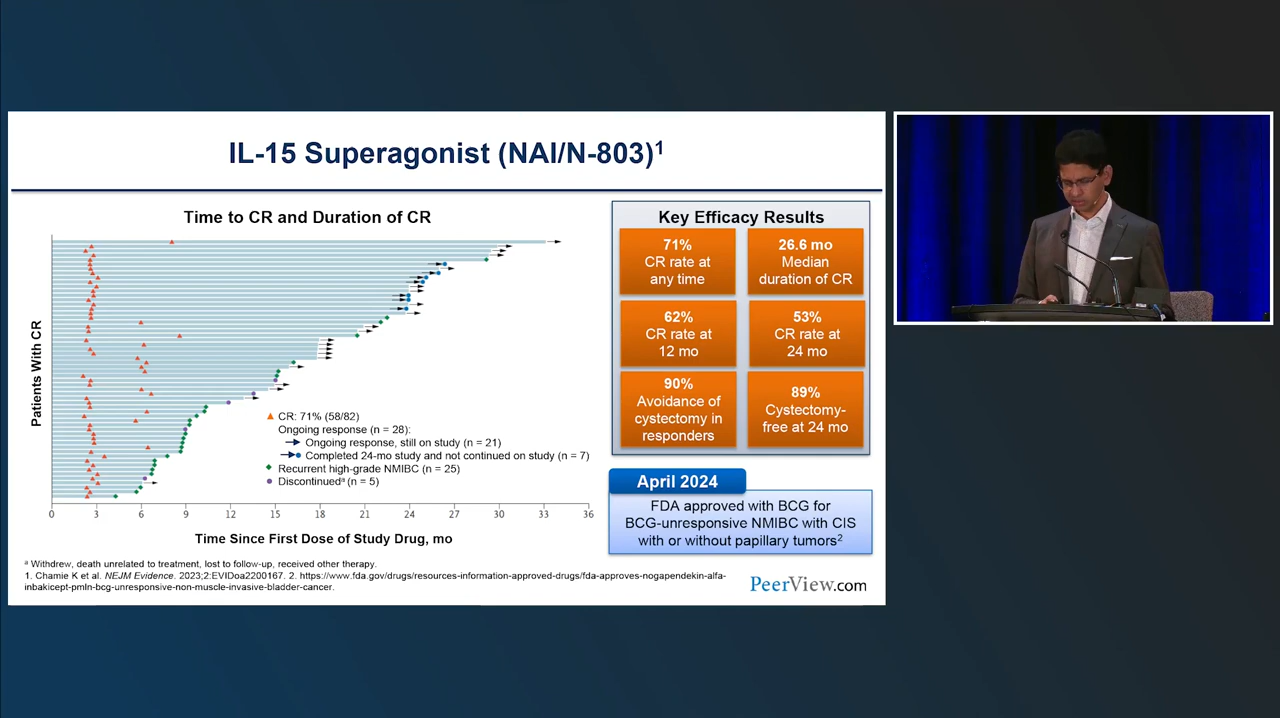 IL-15 Superagonist (NAI/N-803)1
Time to CR and Duration of CR
Patients With CR
CR: 71% (58/82)
Ongoing response (n = 28):
Ongoing response, still on study (n = 21)
Completed 24-mo study and not continued on study (n = 7)
Recurrent high-grade NMIBC (n = 25)
Discontinueda (n = 5)
0 3 6 9 12 15 18 21 24 27 30 33 36
Time Since First Dose of Study Drug, mo
Key Efficacy Results
71%
CR rate at
any time
26.6 mo
Median
duration of CR
62%
CR rate at
12 mo
53%
CR rate at
24 mo
90%
Avoidance of
cystectomy in
responders
89%
Cystectomy-
free at 24 mo
April 2024
FDA approved with BCG for
BCG-unresponsive NMIBC with CIS
with or without papillary tumors2
a Withdrew, death unrelated to treatment, lost to follow-up, received other therapy.
1. Chamie K et al. NEJM Evidence. 2023;2:EVIDoa2200167. 2. https://www.fda.gov/drugs/resources-information-approved-drugs/fda-approves-nogapendekin-alfa-
inbakicept-pmln-bcg-unresponsive-non-muscle-invasive-bladder-cancer.
PeerView.com